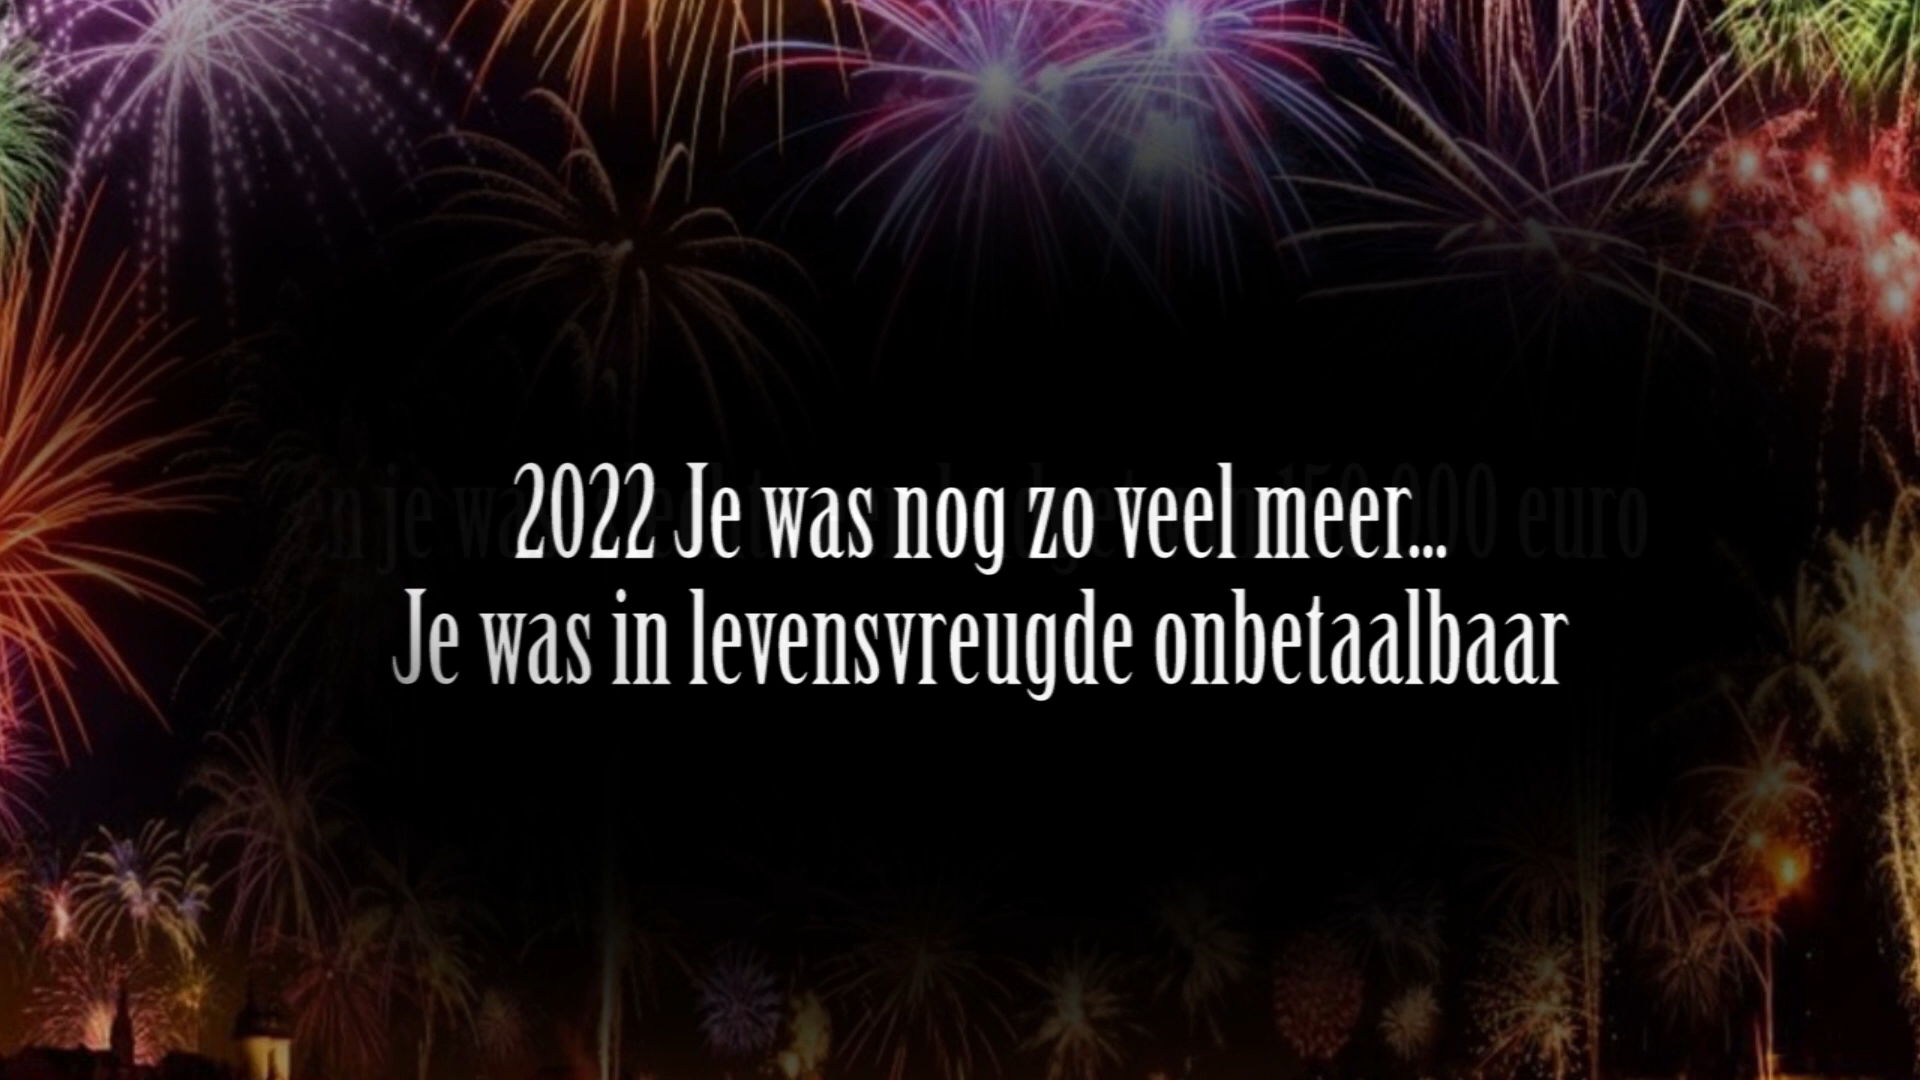 2022 Je was nog zo veel meer...
Je was in levensvreugde onbetaalbaar